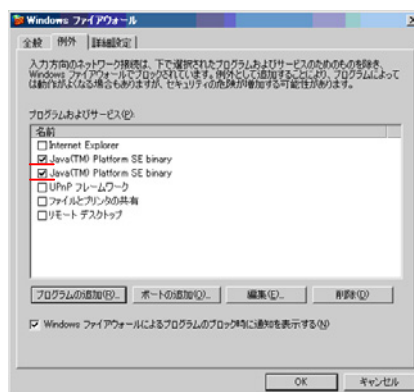 Windows ファイアウォール
全般 例外 詳細設定
入力方向のネットワーク接続は、下で選択されたプログラムおよびサービスのためのものを除き、
Windows ファイアウォールでブロックされています。例外として追加することにより、プログラムによって
は動作がよくなる場合もありますが、セキュリティの危険が増加する可能性があります。
プログラムおよびサービス(P):
名前
Internet Explorer
Java(TM) Platform SE binary
Java(TM) Platform SE binary
UPnP フレームワーク
ファイルとプリンタの共有
リモート デスクトップ
プログラムの追加(R)... ポートの追加(O)... 編集(E)... 削除(D)
Windows ファイアウォールによるプログラムのブロック時に通知を表示する(N)
OK キャンセル